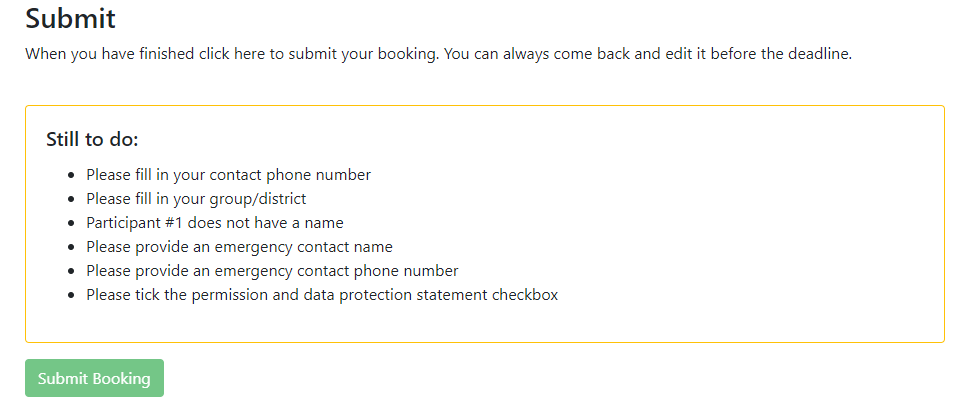 Submit
When you have finished click here to submit your booking. You can always come back and edit it before the deadline.
Still to do:
Please fill in your contact phone number
Please fill in your group/district
Participant #1 does not have a name
Please provide an emergency contact name
Please provide an emergency contact phone number
Please tick the permission and data protection statement checkbox
Submit Booking